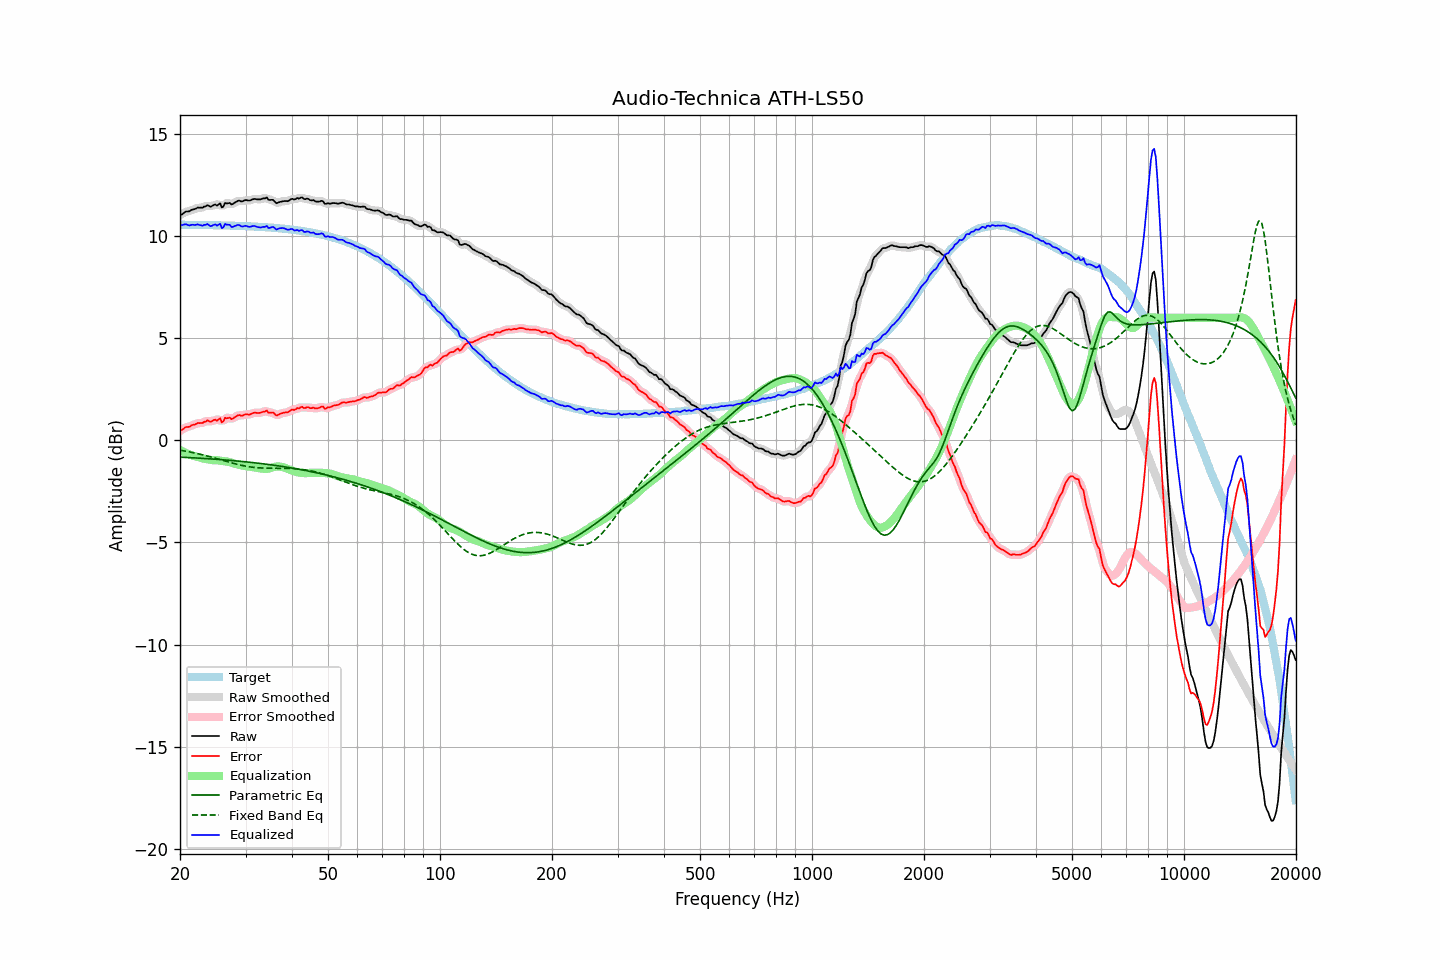 Audio-Technica ATH-LS50
Amplitude (dBr)
15
10
5
0
−5
−10
−15
−20
Target
Raw Smoothed
Error Smoothed
Raw
Error
Equalization
Parametric Eq
Fixed Band Eq
Equalized
20 50 100 200 500 1000 2000 5000 10000 20000
Frequency (Hz)